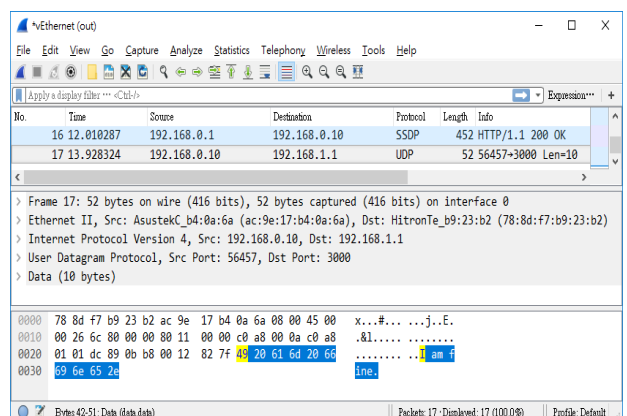 *vEthernet (out)
File Edit View Go Capture Analyze Statistics Telephony Wireless Tools Help
Apply a display filter ··· <Ctrl-/>
Expression···
No. Time Source Destination Protocol Length Info
16 12.010287 192.168.0.1 192.168.0.10 SSDP 452 HTTP/1.1 200 OK
17 13.928324 192.168.0.10 192.168.1.1 UDP 52 56457→3000 Len=10
> Frame 17: 52 bytes on wire (416 bits), 52 bytes captured (416 bits) on interface 0
> Ethernet II, Src: AsustekC_b4:0a:6a (ac:9e:17:b4:0a:6a), Dst: HitronTe_b9:23:b2 (78:8d:f7:b9:23:b2)
> Internet Protocol Version 4, Src: 192.168.0.10, Dst: 192.168.1.1
> User Datagram Protocol, Src Port: 56457, Dst Port: 3000
> Data (10 bytes)
0000 78 8d f7 b9 23 b2 ac 9e 17 b4 0a 6a 08 00 45 00 x...#... ...j..E.
0010 00 26 6c 80 00 00 80 11 00 00 c0 a8 00 0a c0 a8 .&l..... ........
0020 01 01 dc 89 0b b8 00 12 82 7f 49 20 61 6d 20 66 ........ ..I am f
0030 69 6e 65 2e ine.
Bytes 42-51: Data (data.data)
Packets: 17 · Displayed: 17 (100.0%)
Profile: Default